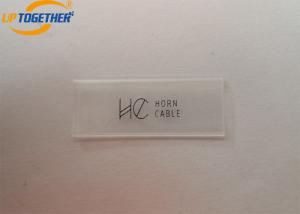 UPTOGETHER
HC HORN
CABLE